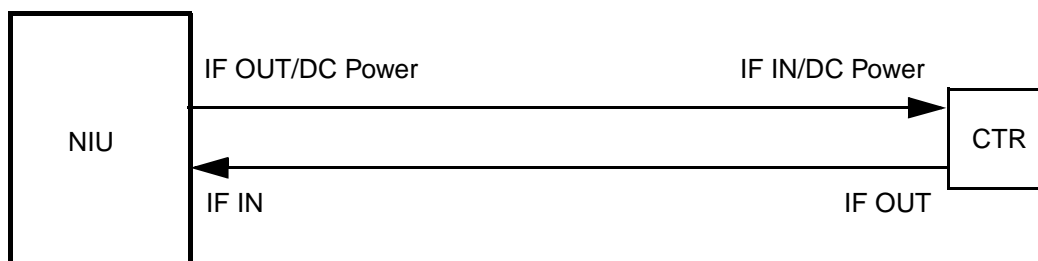 IF OUT/DC Power
IF IN/DC Power
NIU
CTR
IF IN
IF OUT